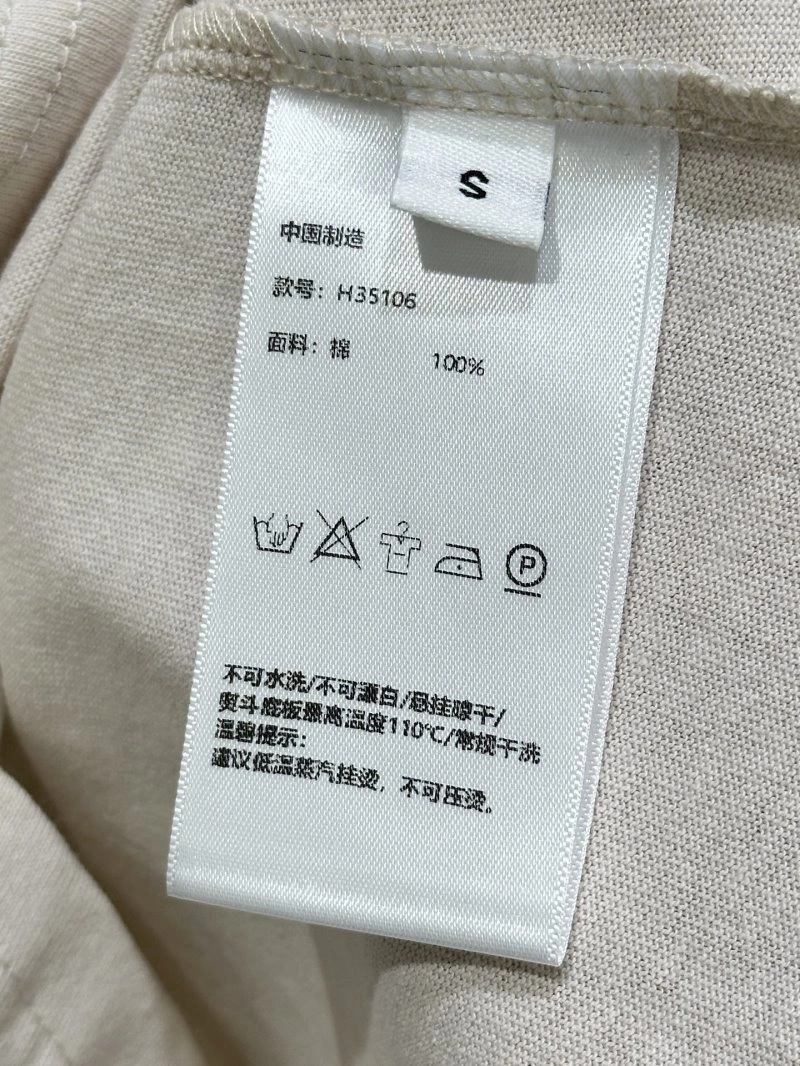 S
中国制造
款号：H35106
面料：棉 100%
P
不可水洗/不可漂白/悬挂晾干/
熨斗底板最高温度110℃/常规干洗
温馨提示：
建议低温蒸汽挂烫，不可压烫。